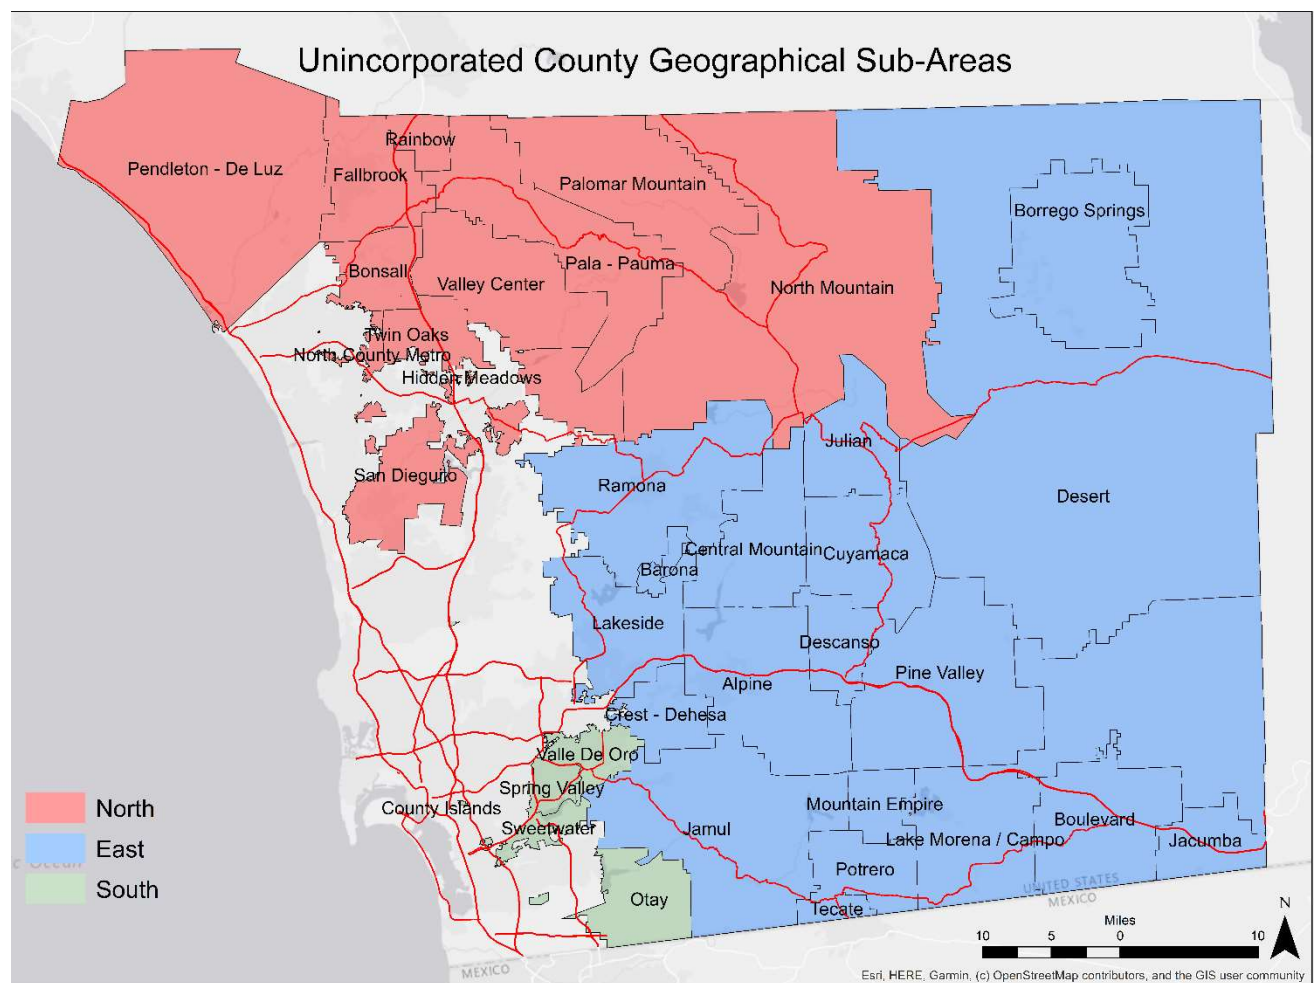 Unincorporated County Geographical Sub-Areas
Rainbow
Pendleton - De Luz
Fallbrook
Palomar Mountain
Borrego Springs
Bonsall
Pala - Pauma
Valley Center
North Mountain
Twin Oaks
North County Metro
Hidden Meadows
Julian
San Dieguito
Ramona
Desert
Central Mountain
Cuyamaca
Barona
Lakeside
Descanso
Pine Valley
Alpine
Crest - Dehesa
Valle De Oro
Spring Valley
County Islands
Mountain Empire
Sweetwater
Jamul
Boulevard
Lake Morena / Campo
Jacumba
Potrero
Otay
Tecate
North
East
South
c Ocean
UNITED STATES
MEXICO
MEXICO
N
Miles
10 5 0 10
Esri, HERE, Garmin, (c) OpenStreetMap contributors, and the GIS user community